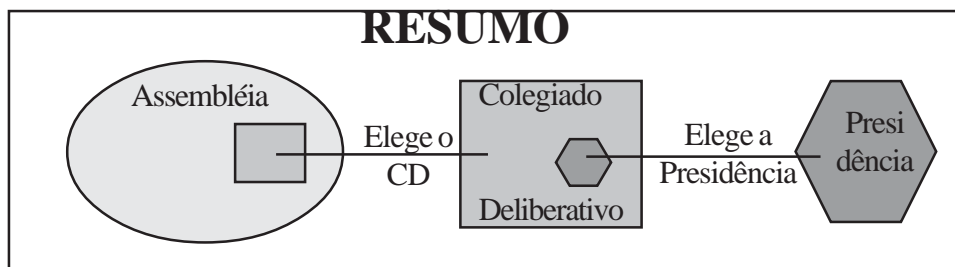 RESUMO
Assembléia
Elege o
CD
Colegiado
Deliberativo
Elege a
Presidência
Presi
dência